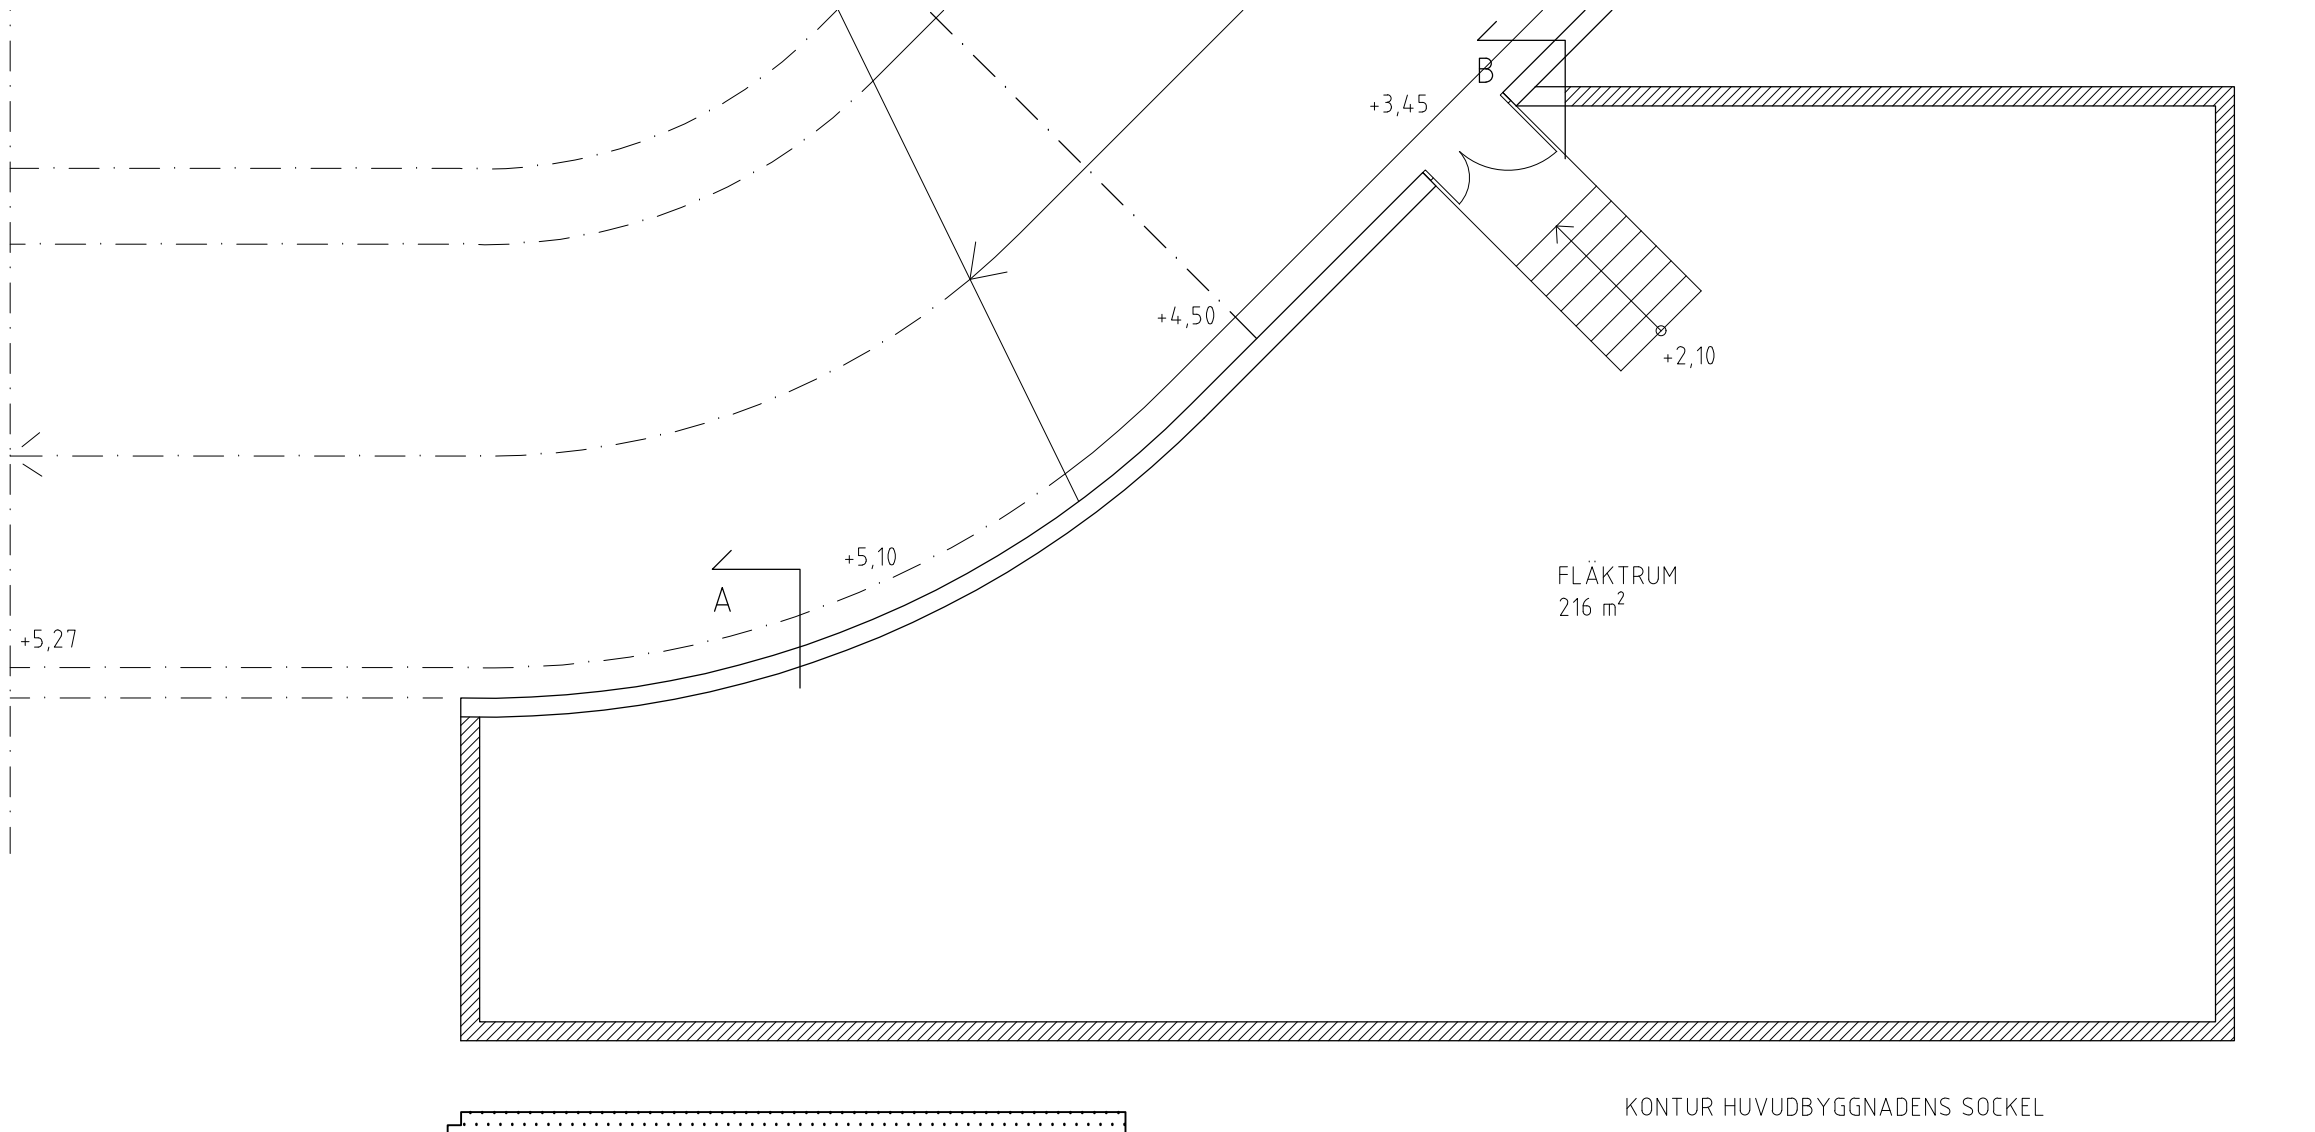 B
+3,45
+4,50
+2,10
+5,10
A
FLÄKTRUM
216 m²
+5,27
KONTUR HUVUDBYGGNADENS SOCKEL